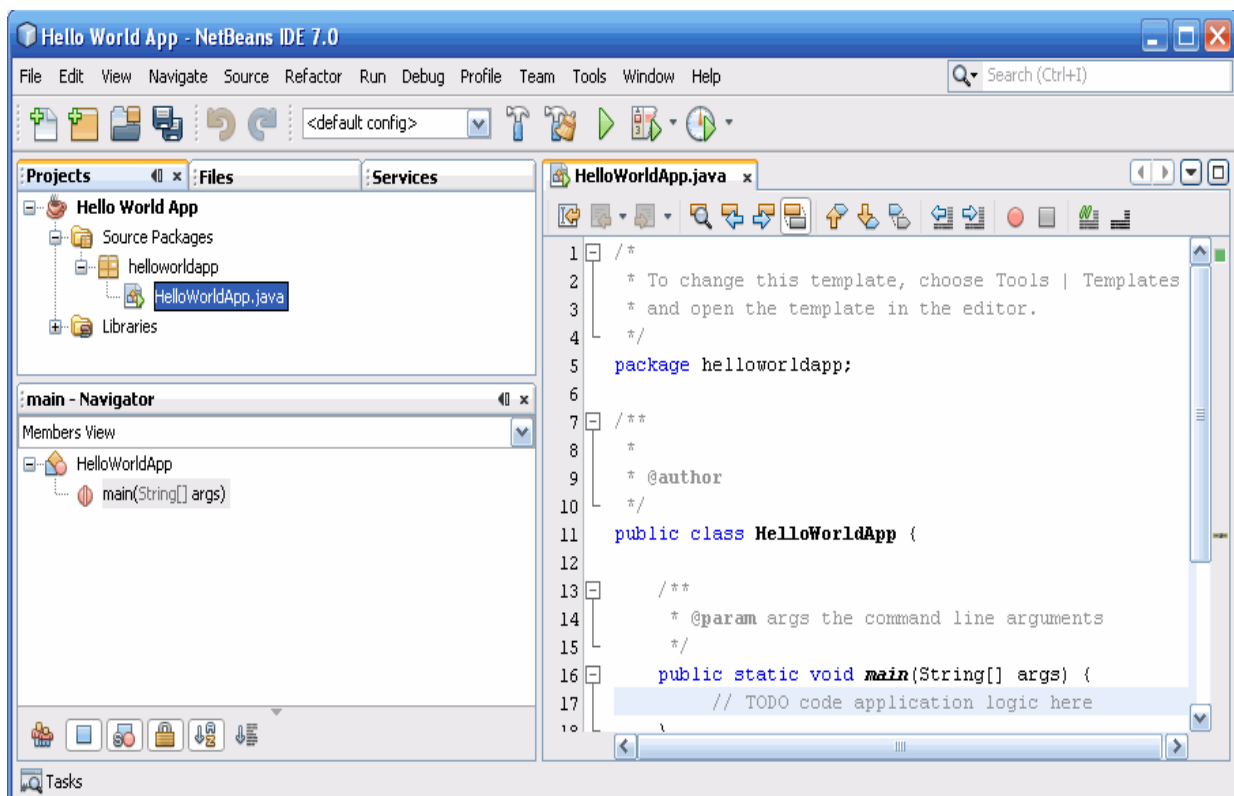 Hello World App - NetBeans IDE 7.0
File Edit View Navigate Source Refactor Run Debug Profile Team Tools Window Help
Search (Ctrl+I)
<default config>
Projects
Files
Services
Hello World App
Source Packages
helloworldapp
HelloWorldApp.java
Libraries
main - Navigator
Members View
HelloWorldApp
main(String[] args)
HelloWorldApp.java
1 /*
2 * To change this template, choose Tools | Templates
3 * and open the template in the editor.
4 */
5 package helloworldapp;
6
7 /**
8 *
9 * @author
10 */
11 public class HelloWorldApp {
12
13 /**
14 * @param args the command line arguments
15 */
16 public static void main(String[] args) {
17 // TODO code application logic here
18 }
Tasks